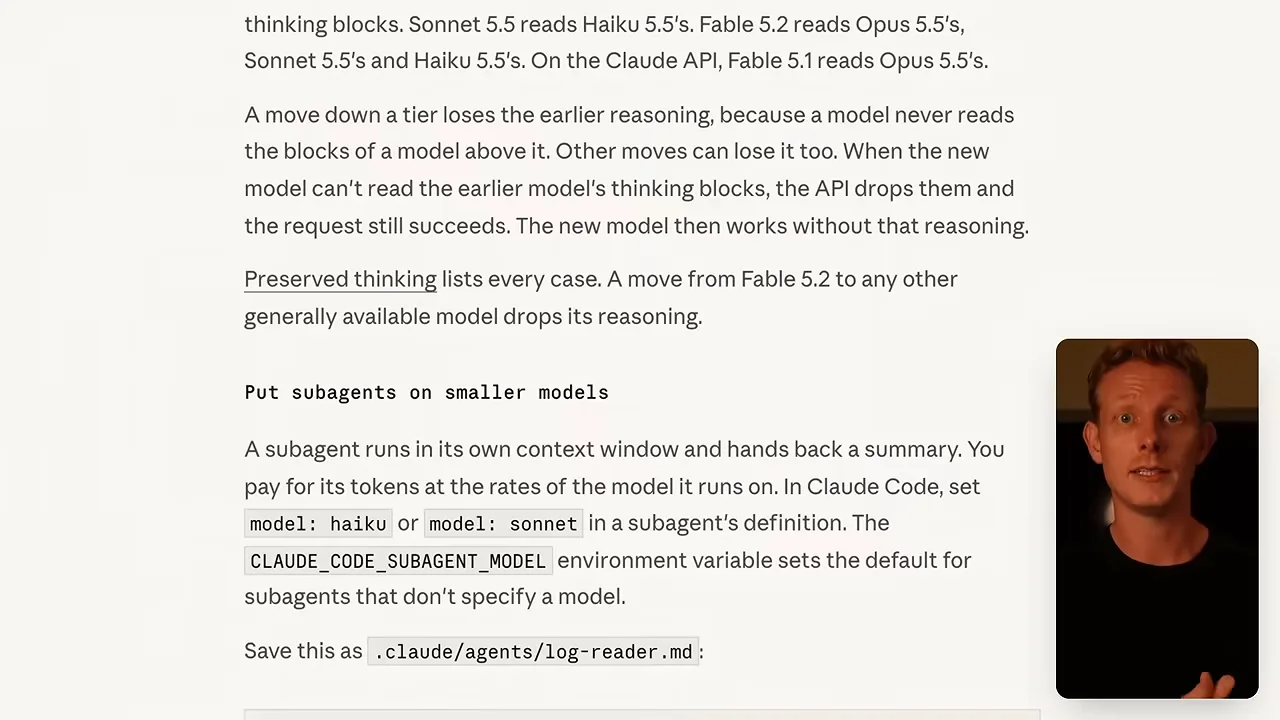 thinking blocks. Sonnet 5.5 reads Haiku 5.5's. Fable 5.2 reads Opus 5.5's,
Sonnet 5.5's and Haiku 5.5's. On the Claude API, Fable 5.1 reads Opus 5.5's.
A move down a tier loses the earlier reasoning, because a model never reads
the blocks of a model above it. Other moves can lose it too. When the new
model can't read the earlier model's thinking blocks, the API drops them and
the request still succeeds. The new model then works without that reasoning.
Preserved thinking lists every case. A move from Fable 5.2 to any other
generally available model drops its reasoning.
Put subagents on smaller models
A subagent runs in its own context window and hands back a summary. You
pay for its tokens at the rates of the model it runs on. In Claude Code, set
model: haiku or model: sonnet in a subagent's definition. The
CLAUDE_CODE_SUBAGENT_MODEL environment variable sets the default for
subagents that don't specify a model.
Save this as .claude/agents/log-reader.md: